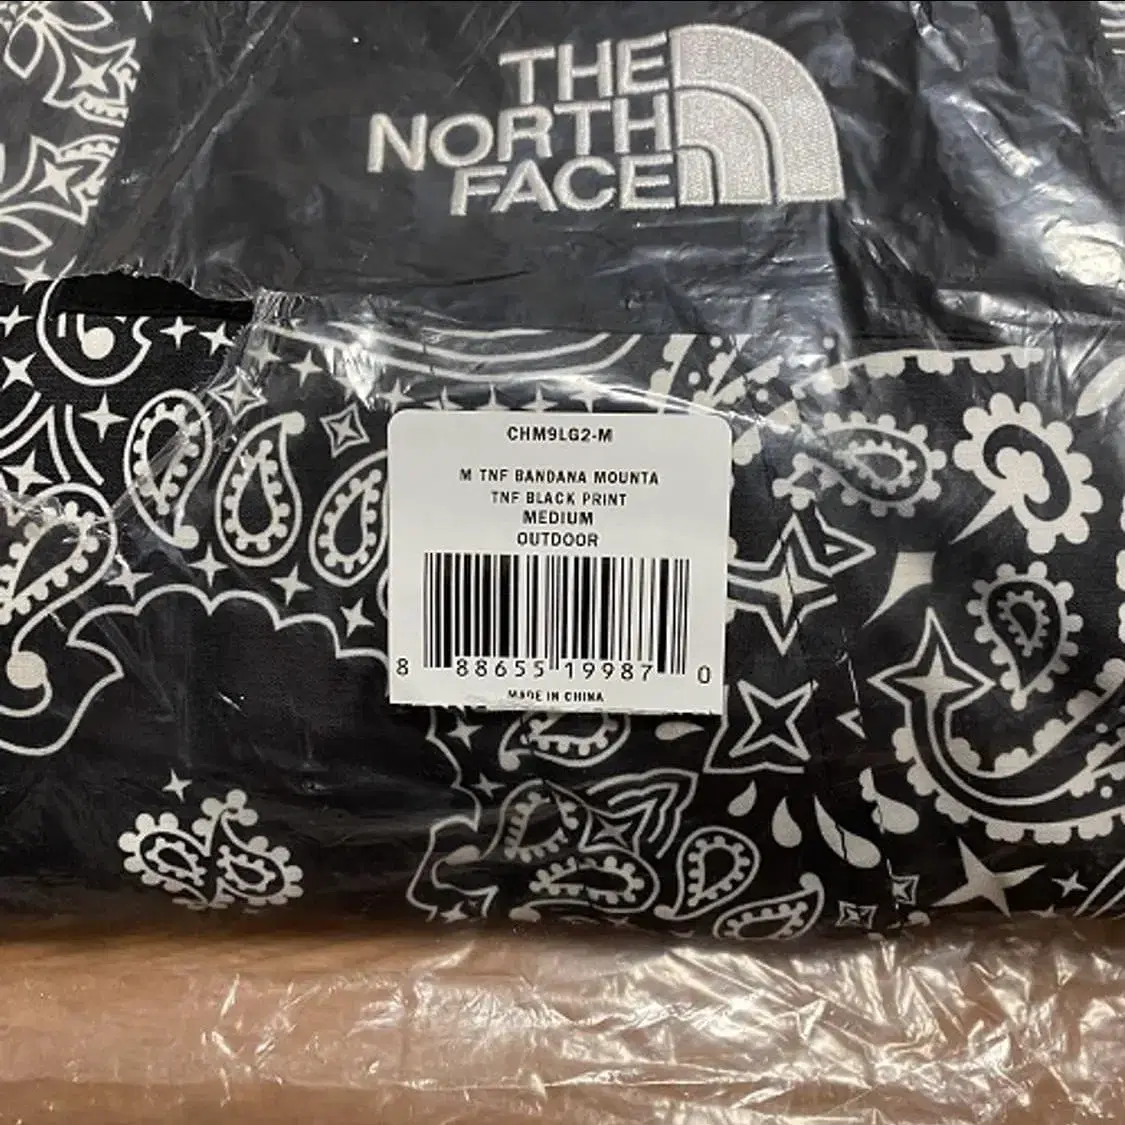 THE
NORTH
FACE
CHM9LG2-M
M TNF BANDANA MOUNTA
TNF BLACK PRINT
MEDIUM
OUTDOOR
8 88655 19987 0
MADE IN CHINA